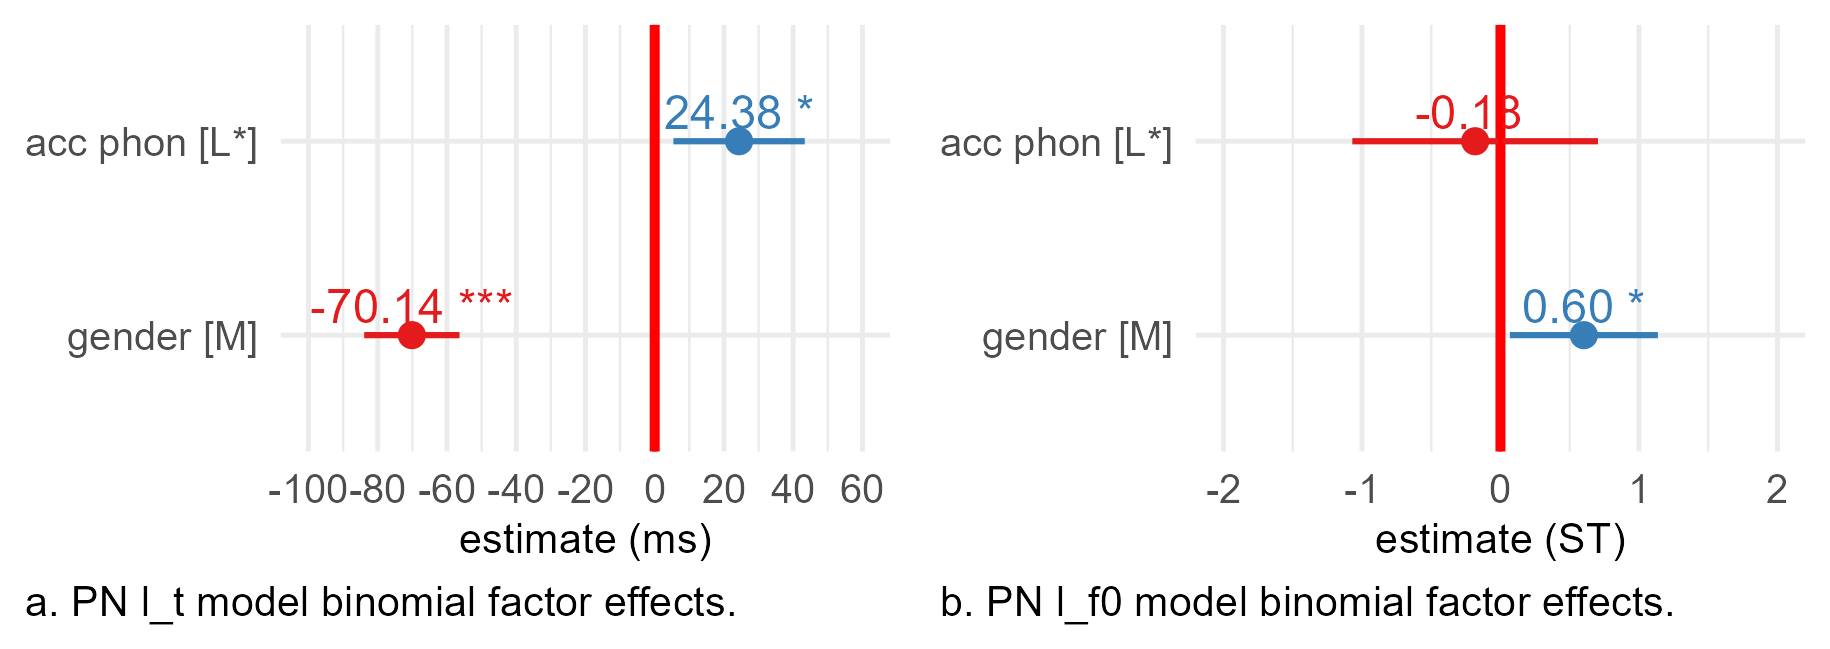 24.38 *
acc phon [L*]
-70.14 ***
gender [M]
-100 -80 -60 -40 -20 0 20 40 60
estimate (ms)
a. PN l_t model binomial factor effects.
-0.18
acc phon [L*]
0.60 *
gender [M]
-2 -1 0 1 2
estimate (ST)
b. PN l_f0 model binomial factor effects.